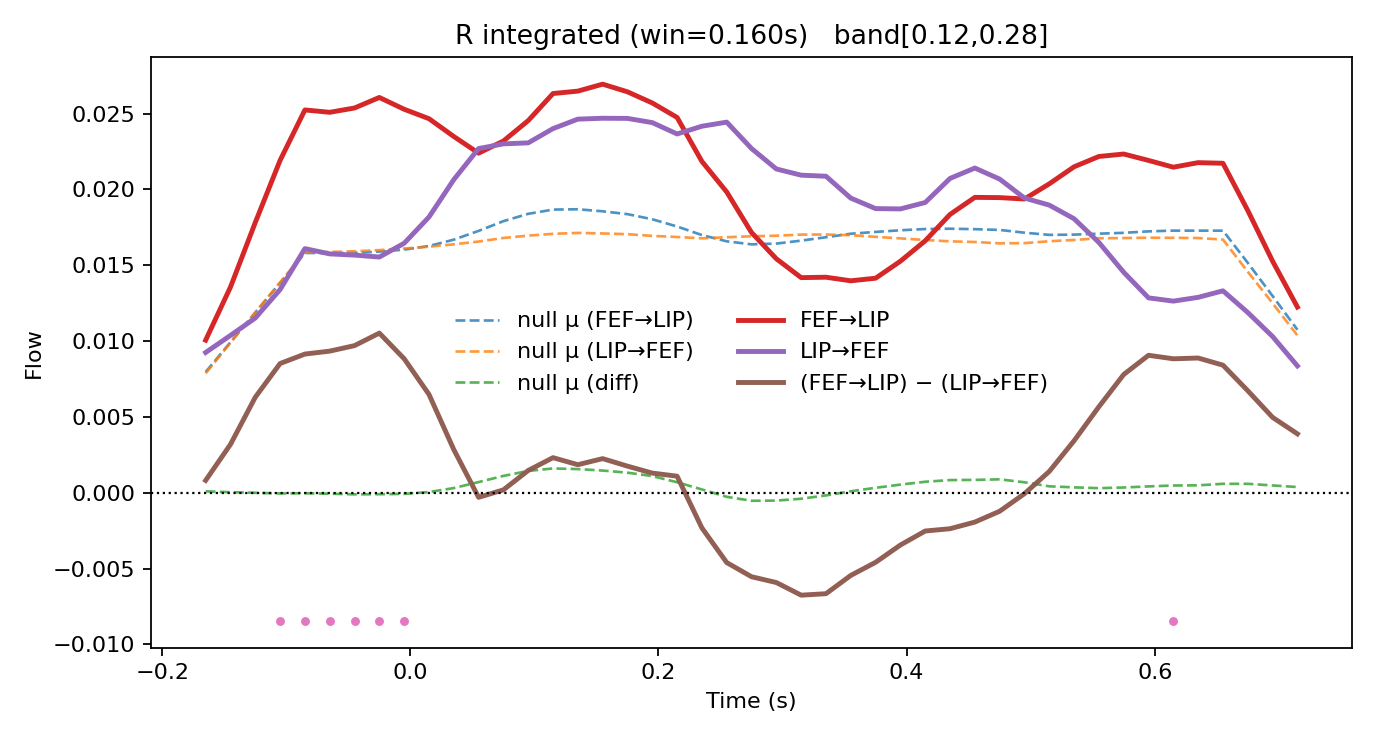 R integrated (win=0.160s)   band[0.12,0.28]
Flow
0.025
0.020
0.015
0.010
0.005
0.000
−0.005
−0.010
null μ (FEF→LIP)
null μ (LIP→FEF)
null μ (diff)
FEF→LIP
LIP→FEF
(FEF→LIP) − (LIP→FEF)
−0.2 0.0 0.2 0.4 0.6
Time (s)